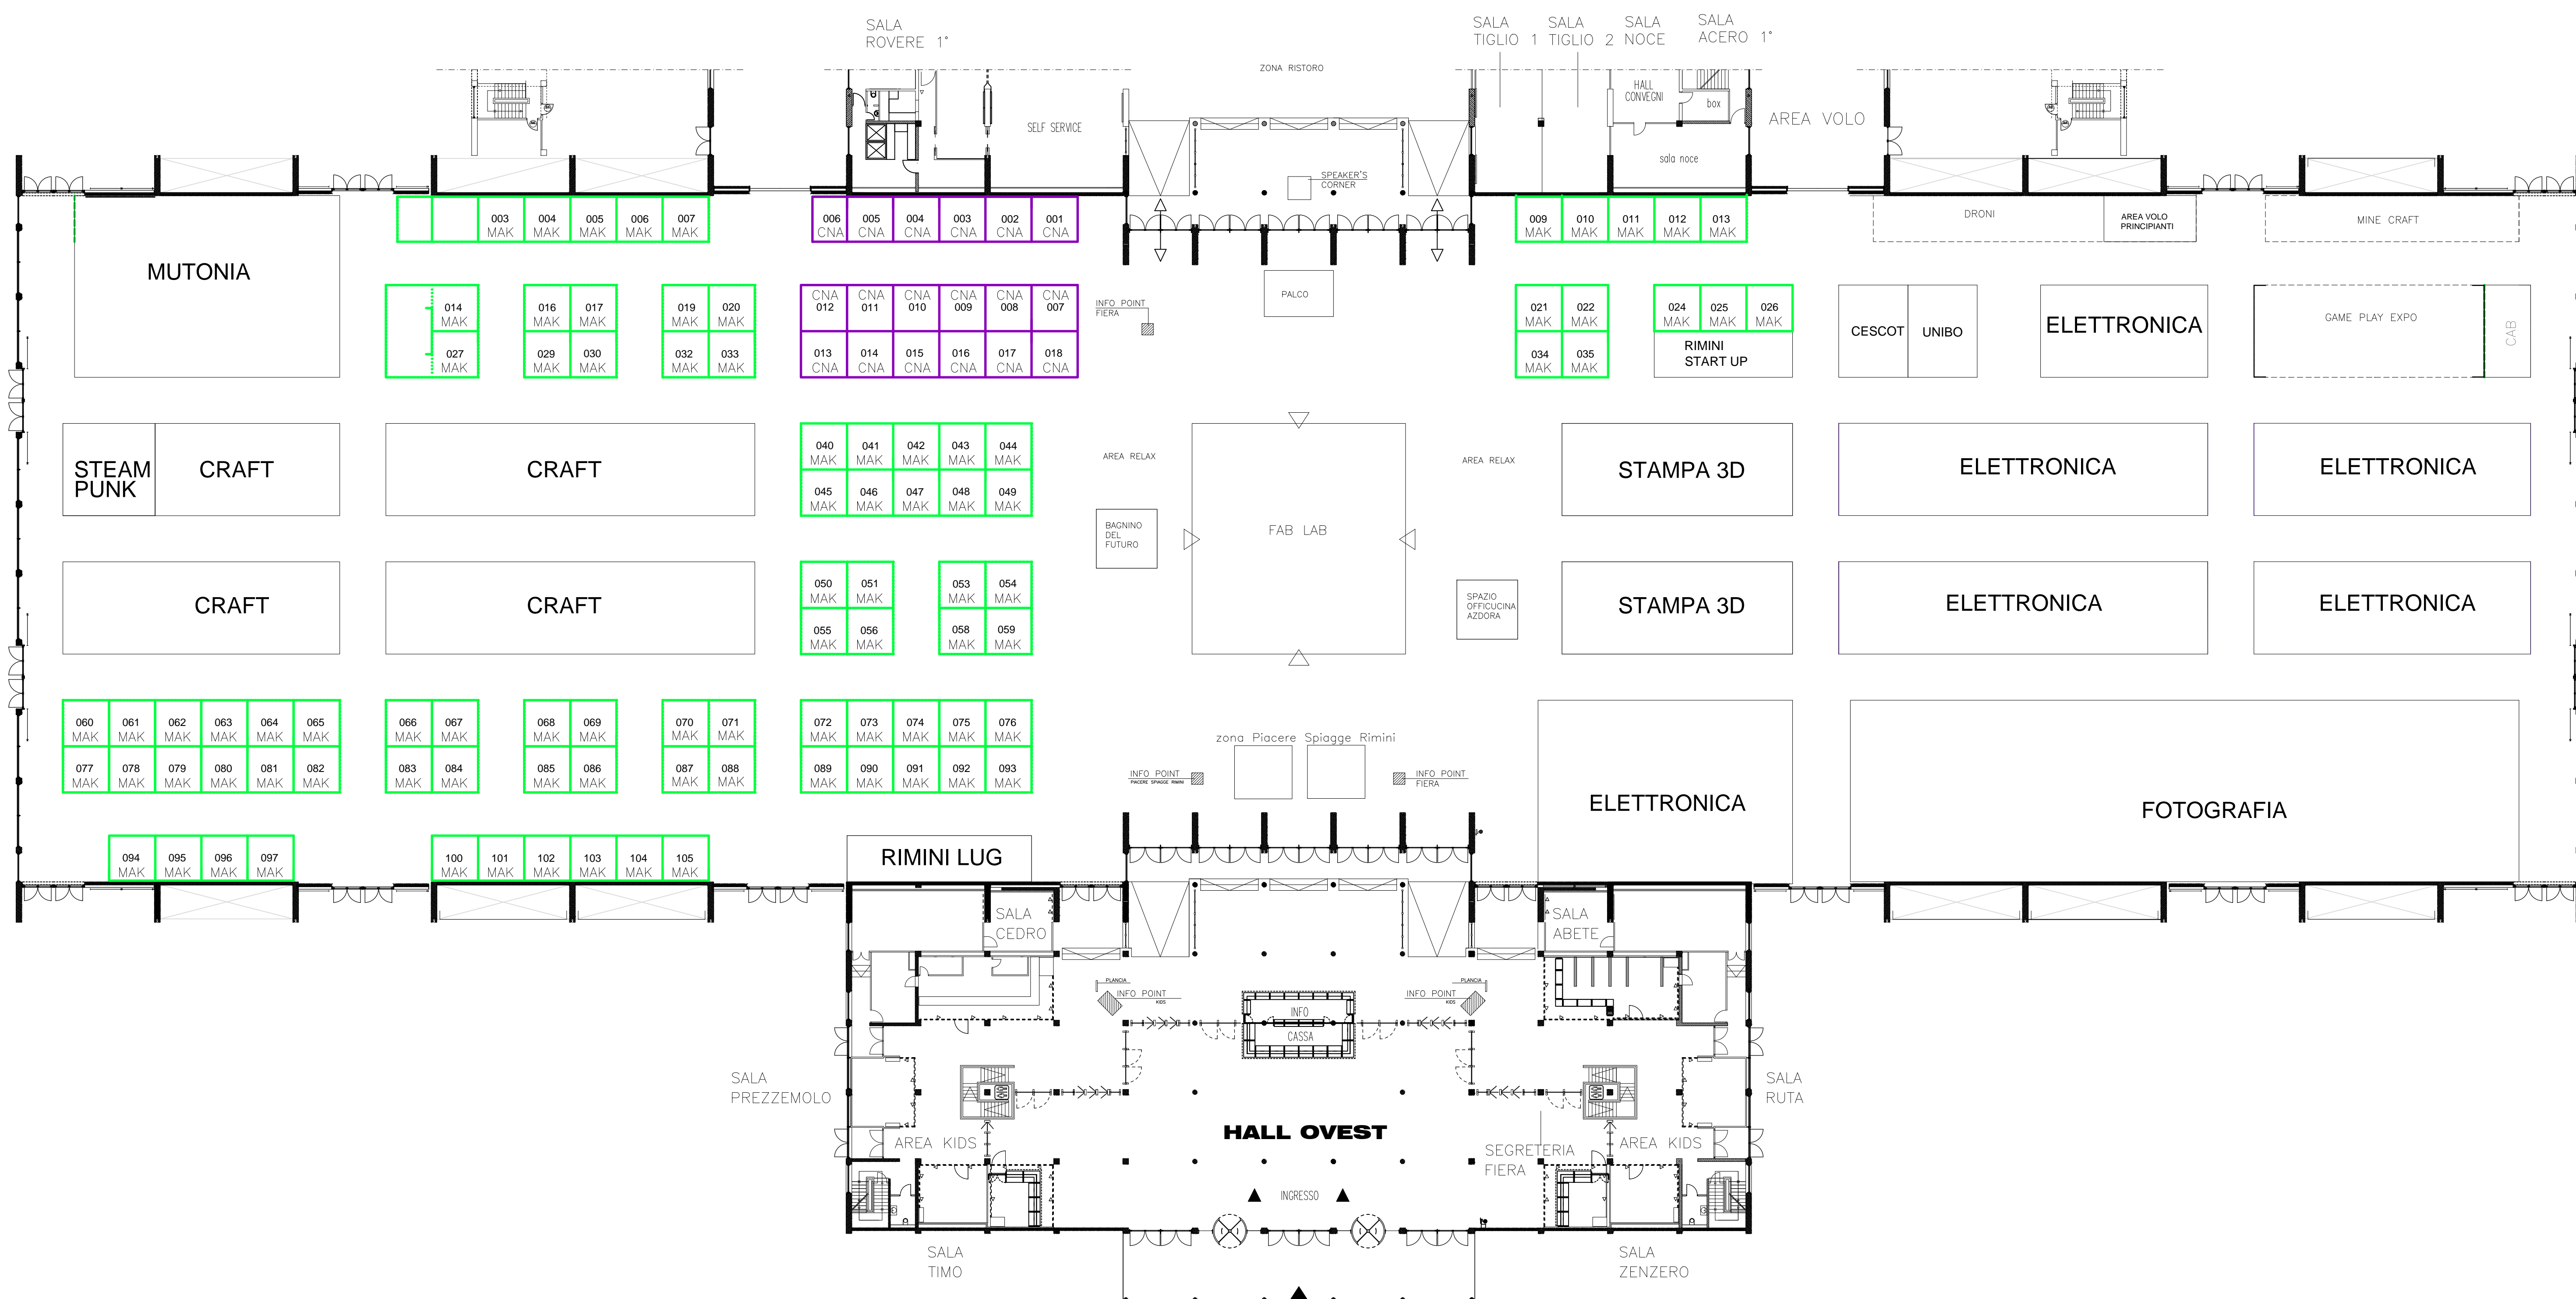 SALA
ROVERE 1°
SALA
TIGLIO 1
SALA
TIGLIO 2
SALA
NOCE
SALA
ACERO 1°
ZONA RISTORO
HALL
CONVEGNI
box
AREA VOLO
SELF SERVICE
sala noce
SPEAKER'S
CORNER
003 004 005 006 007
MAK MAK MAK MAK MAK
006 005 004 003 002 001
CNA CNA CNA CNA CNA CNA
009 010 011 012 013
MAK MAK MAK MAK MAK
DRONI
AREA VOLO
PRINCIPIANTI
MINE CRAFT
MUTONIA
014 016 017 019 020
MAK MAK MAK MAK MAK
027 029 030 032 033
MAK MAK MAK MAK MAK
CNA CNA CNA CNA CNA CNA
012 011 010 009 008 007
013 014 015 016 017 018
CNA CNA CNA CNA CNA CNA
INFO POINT
FIERA
PALCO
021 022 024 025 026
MAK MAK MAK MAK MAK
034 035
MAK MAK
RIMINI
START UP
CESCOT
UNIBO
ELETTRONICA
GAME PLAY EXPO
CAB
STEAM
PUNK
CRAFT
CRAFT
040 041 042 043 044
MAK MAK MAK MAK MAK
045 046 047 048 049
MAK MAK MAK MAK MAK
AREA RELAX
BAGNINO
DEL
FUTURO
FAB LAB
AREA RELAX
STAMPA 3D
ELETTRONICA
ELETTRONICA
CRAFT
CRAFT
050 051 053 054
MAK MAK MAK MAK
055 056 058 059
MAK MAK MAK MAK
SPAZIO
OFFICUCINA
AZDORA
STAMPA 3D
ELETTRONICA
ELETTRONICA
060 061 062 063 064 065 066 067 068 069 070 071 072 073 074 075 076
MAK MAK MAK MAK MAK MAK MAK MAK MAK MAK MAK MAK MAK MAK MAK MAK MAK
077 078 079 080 081 082 083 084 085 086 087 088 089 090 091 092 093
MAK MAK MAK MAK MAK MAK MAK MAK MAK MAK MAK MAK MAK MAK MAK MAK MAK
zona Piacere Spiagge Rimini
INFO POINT
PIACERE SPIAGGE RIMINI
INFO POINT
FIERA
ELETTRONICA
FOTOGRAFIA
094 095 096 097 100 101 102 103 104 105
MAK MAK MAK MAK MAK MAK MAK MAK MAK MAK
RIMINI LUG
SALA
CEDRO
SALA
ABETE
PLANCIA
INFO POINT
KIDS
PLANCIA
INFO POINT
KIDS
INFO
CASSA
SALA
PREZZEMOLO
SALA
RUTA
AREA KIDS
HALL OVEST
SEGRETERIA
FIERA
AREA KIDS
INGRESSO
SALA
TIMO
SALA
ZENZERO